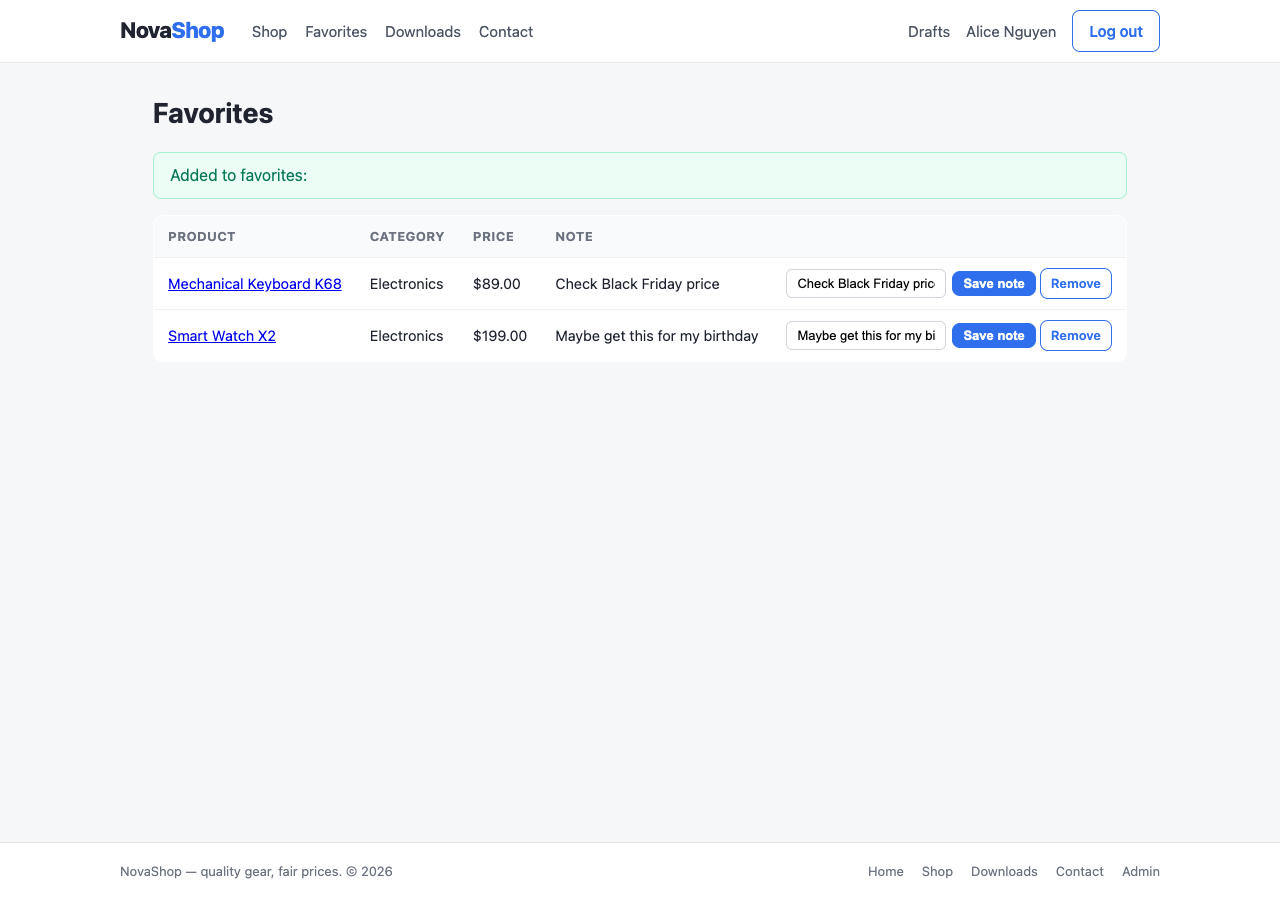 NovaShop Shop Favorites Downloads Contact Drafts Alice Nguyen Log out
Favorites
Added to favorites:
PRODUCT CATEGORY PRICE NOTE
Mechanical Keyboard K68 Electronics $89.00 Check Black Friday price Check Black Friday pric Save note Remove
Smart Watch X2 Electronics $199.00 Maybe get this for my birthday Maybe get this for my bi Save note Remove
NovaShop — quality gear, fair prices. © 2026 Home Shop Downloads Contact Admin